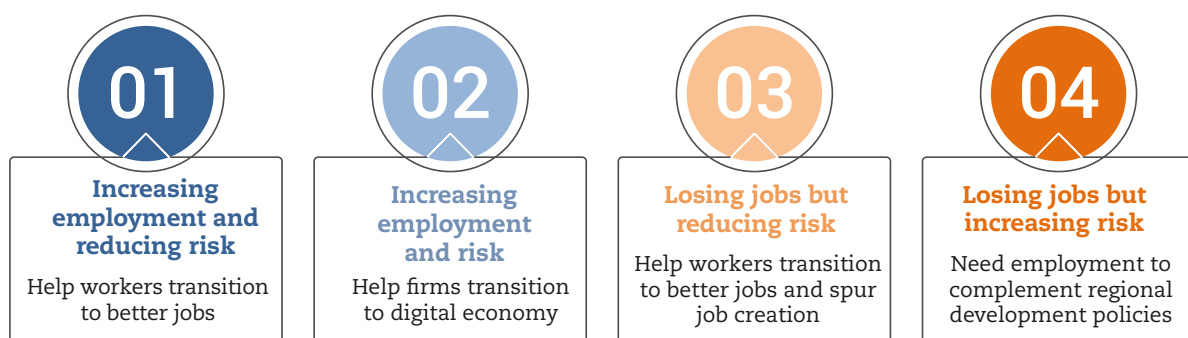 01
Increasing
employment and
reducing risk
Help workers transition
to better jobs
02
Increasing
employment
and risk
Help firms transition
to digital economy
03
Losing jobs but
reducing risk
Help workers transition
to better jobs and spur
job creation
04
Losing jobs but
increasing risk
Need employment to
complement regional
development policies